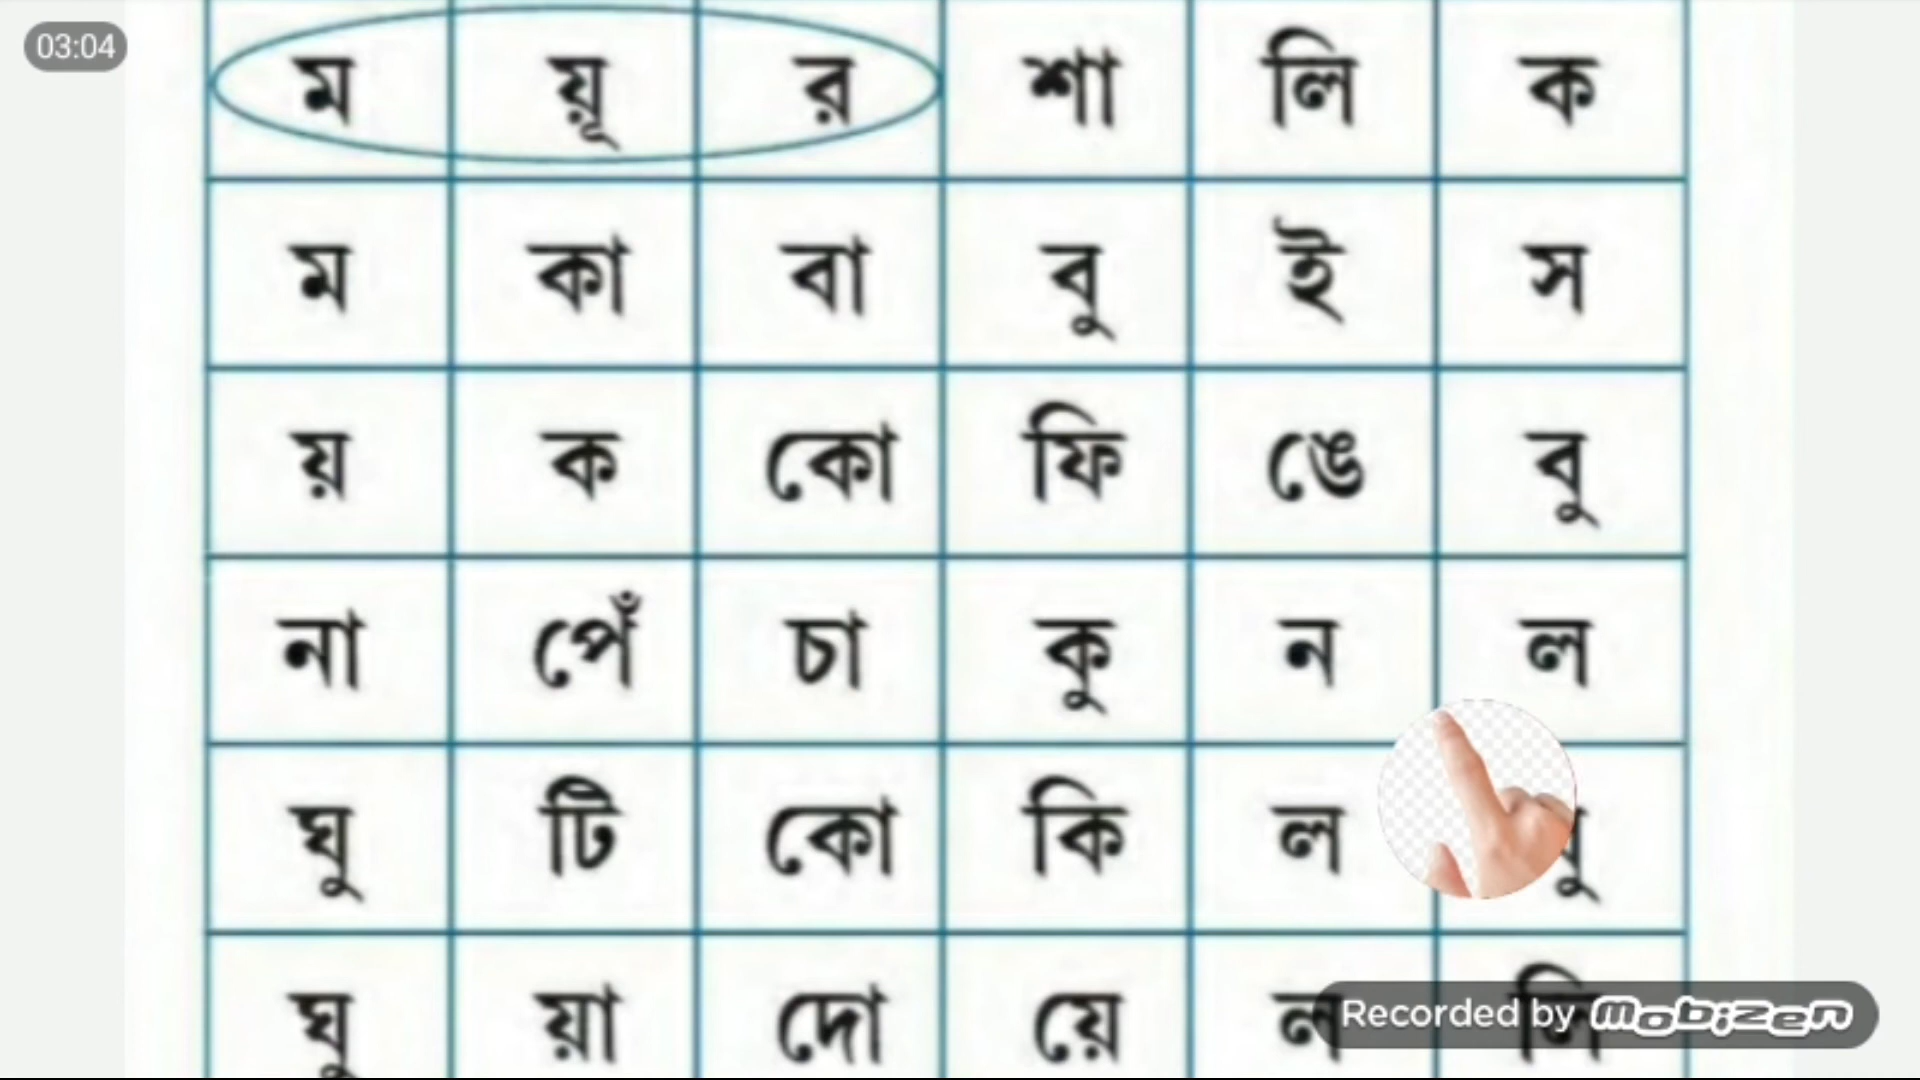 03:04
ম য়ূ র শা লি ক
ম কা বা বু ই স
য় ক কো ফি ঙে বু
না পেঁ চা কু ন ল
ঘু টি কো কি ল
ঘু য়া দো য়ে ল লি
Recorded by mobizen